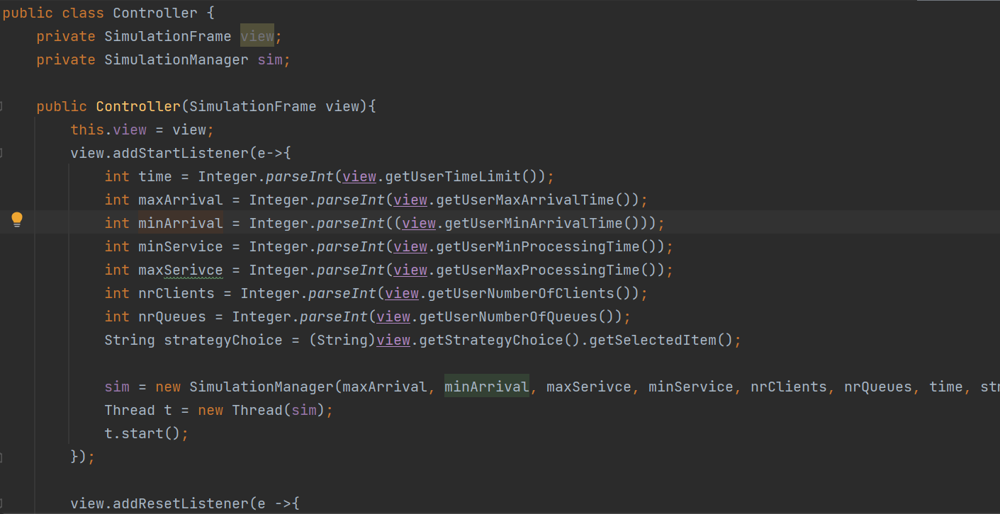 public class Controller {
    private SimulationFrame view;
    private SimulationManager sim;
    public Controller(SimulationFrame view){
        this.view = view;
        view.addStartListener(e->{
            int time = Integer.parseInt(view.getUserTimeLimit());
            int maxArrival = Integer.parseInt(view.getUserMaxArrivalTime());
            int minArrival = Integer.parseInt((view.getUserMinArrivalTime()));
            int minService = Integer.parseInt(view.getUserMinProcessingTime());
            int maxSerivce = Integer.parseInt(view.getUserMaxProcessingTime());
            int nrClients = Integer.parseInt(view.getUserNumberOfClients());
            int nrQueues = Integer.parseInt(view.getUserNumberOfQueues());
            String strategyChoice = (String)view.getStrategyChoice().getSelectedItem();
            sim = new SimulationManager(maxArrival, minArrival, maxSerivce, minService, nrClients, nrQueues, time,
            Thread t = new Thread(sim);
            t.start();
        });
        view.addResetListener(e ->{